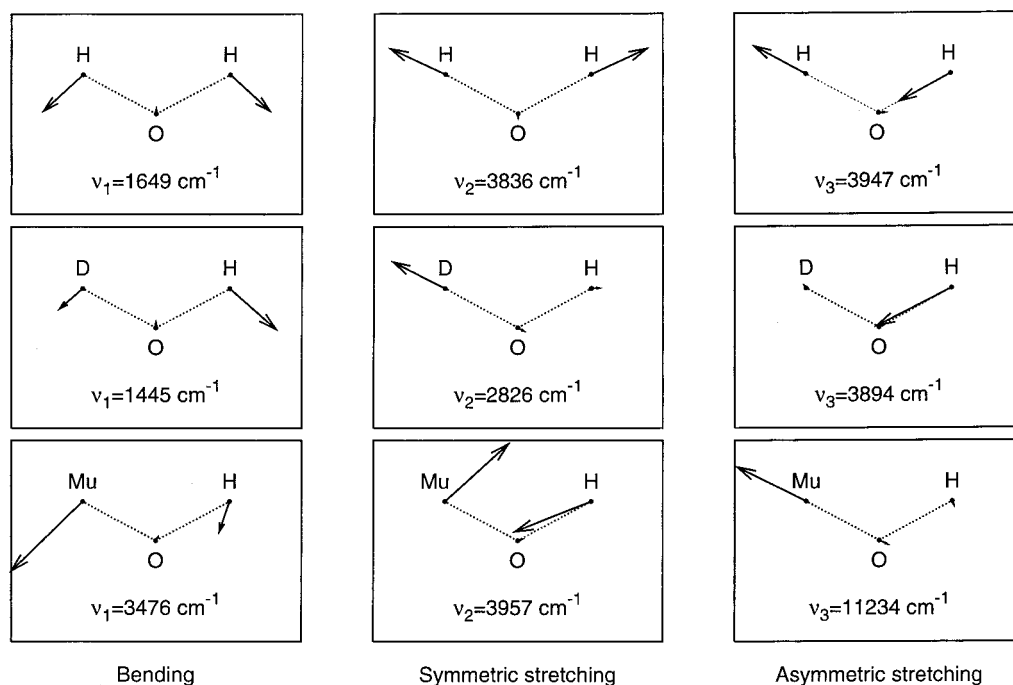 H H H H H H
O O O
ν₁=1649 cm⁻¹ ν₂=3836 cm⁻¹ ν₃=3947 cm⁻¹
D H D H D H
O O O
ν₁=1445 cm⁻¹ ν₂=2826 cm⁻¹ ν₃=3894 cm⁻¹
Mu H Mu H Mu H
O O O
ν₁=3476 cm⁻¹ ν₂=3957 cm⁻¹ ν₃=11234 cm⁻¹
Bending Symmetric stretching Asymmetric stretching